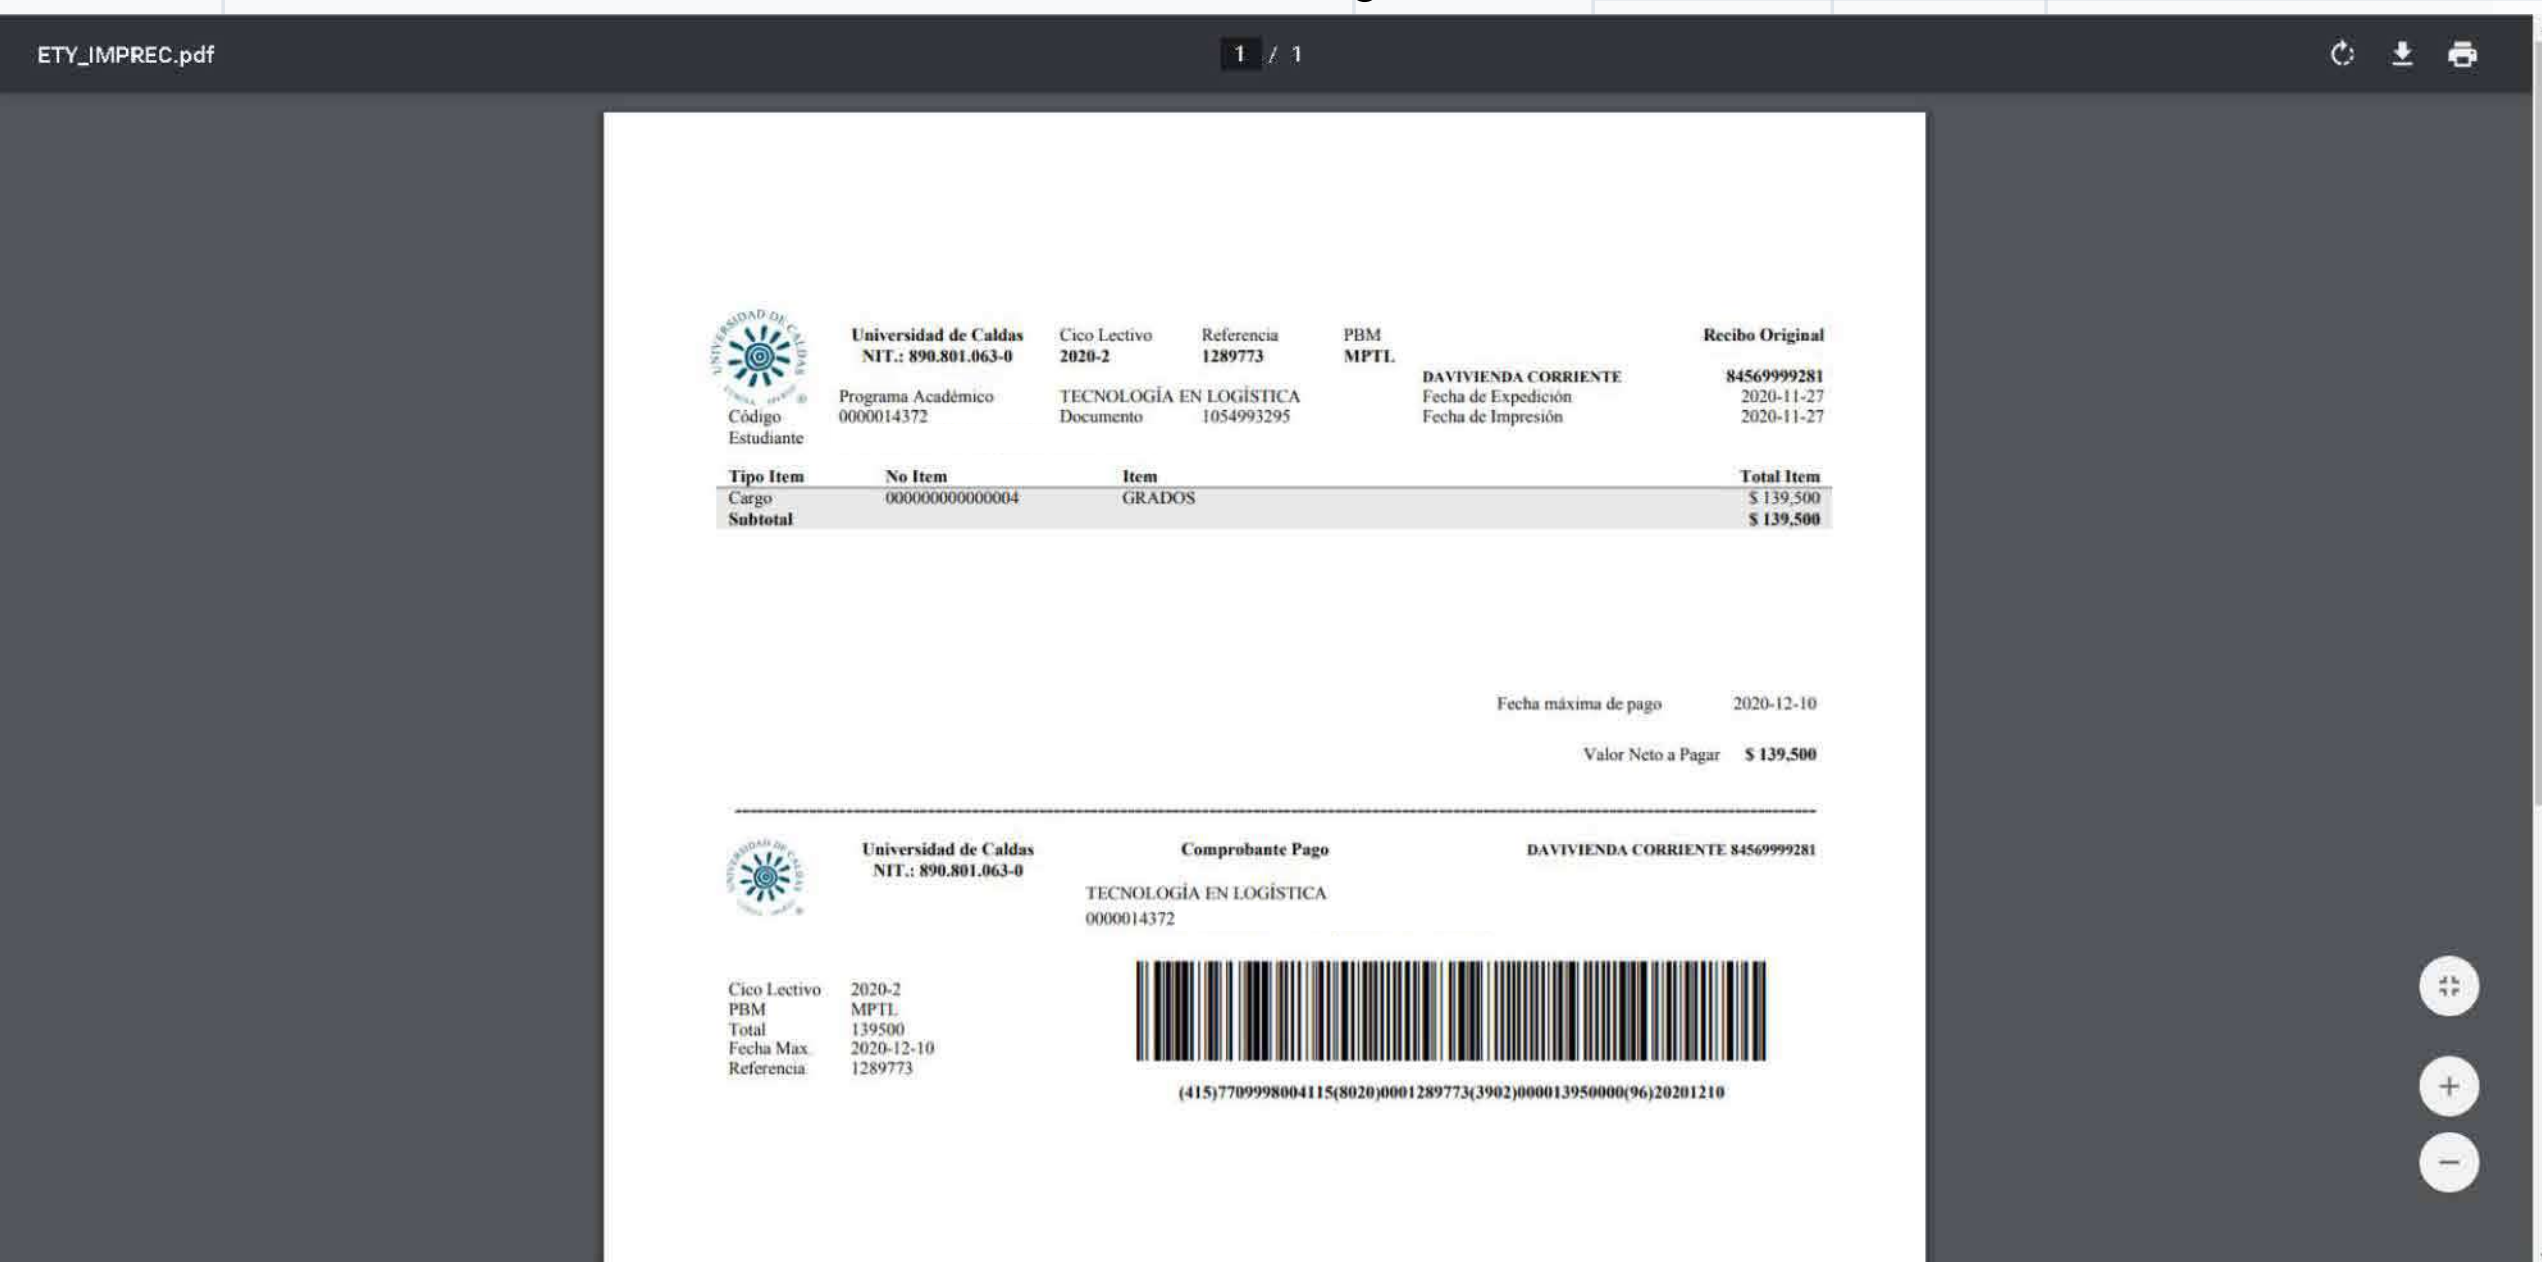 ETY_IMPREC.pdf
1 / 1
UNIVERSIDAD DE CALDAS
Universidad de Caldas Cico Lectivo Referencia PBM Recibo Original
NIT.: 890.801.063-0 2020-2 1289773 MPTL
DAVIVIENDA CORRIENTE 84569999281
Programa Académico TECNOLOGÍA EN LOGÍSTICA Fecha de Expedición 2020-11-27
Código 0000014372 Documento 1054993295 Fecha de Impresión 2020-11-27
Estudiante
Tipo Item No Item Item Total Item
Cargo 000000000000004 GRADOS $ 139,500
Subtotal $ 139,500
Fecha máxima de pago 2020-12-10
Valor Neto a Pagar $ 139,500
UNIVERSIDAD DE CALDAS
Universidad de Caldas Comprobante Pago DAVIVIENDA CORRIENTE 84569999281
NIT.: 890.801.063-0
TECNOLOGÍA EN LOGÍSTICA
0000014372
Cico Lectivo 2020-2
PBM MPTL
Total 139500
Fecha Max. 2020-12-10
Referencia 1289773
(415)7709998004115(8020)0001289773(3902)000013950000(96)20201210